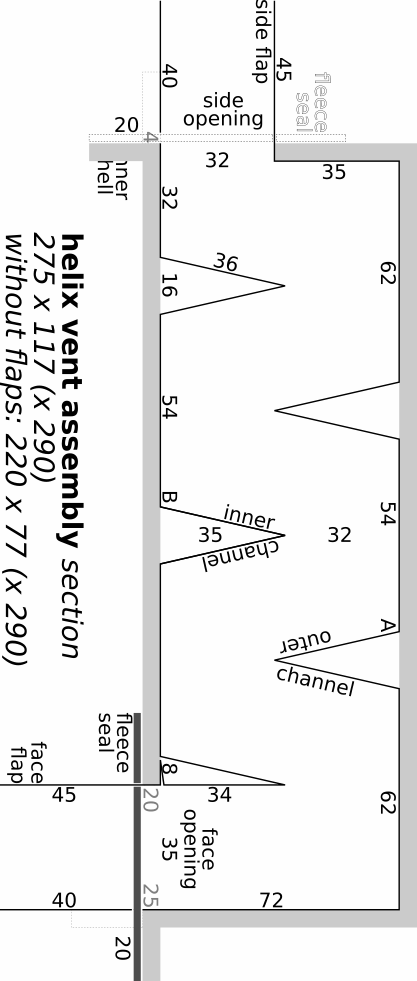 side flap
45
40
fleece
seal
side
opening
20
4
32
35
inner
hell
32
36
16
62
helix vent assembly section
275 x 117 (x 290)
without flaps: 220 x 77 (x 290)
54
B
inner
35
channel
32
54
A
outer
channel
fleece
seal
face
flap
8
45
20
34
62
face
opening
35
40
25
72
20